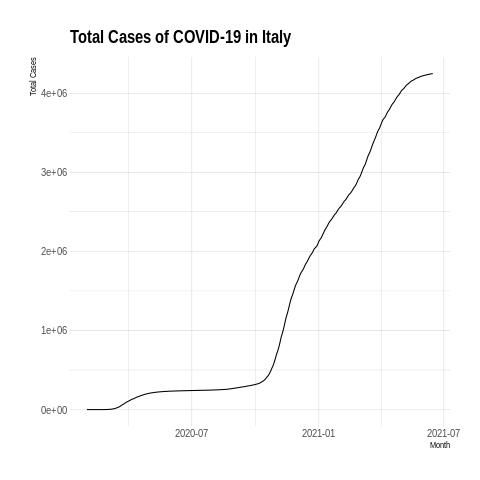 Total Cases of COVID-19 in Italy
Total Cases
4e+06
3e+06
2e+06
1e+06
0e+00
2020-07
2021-01
2021-07
Month